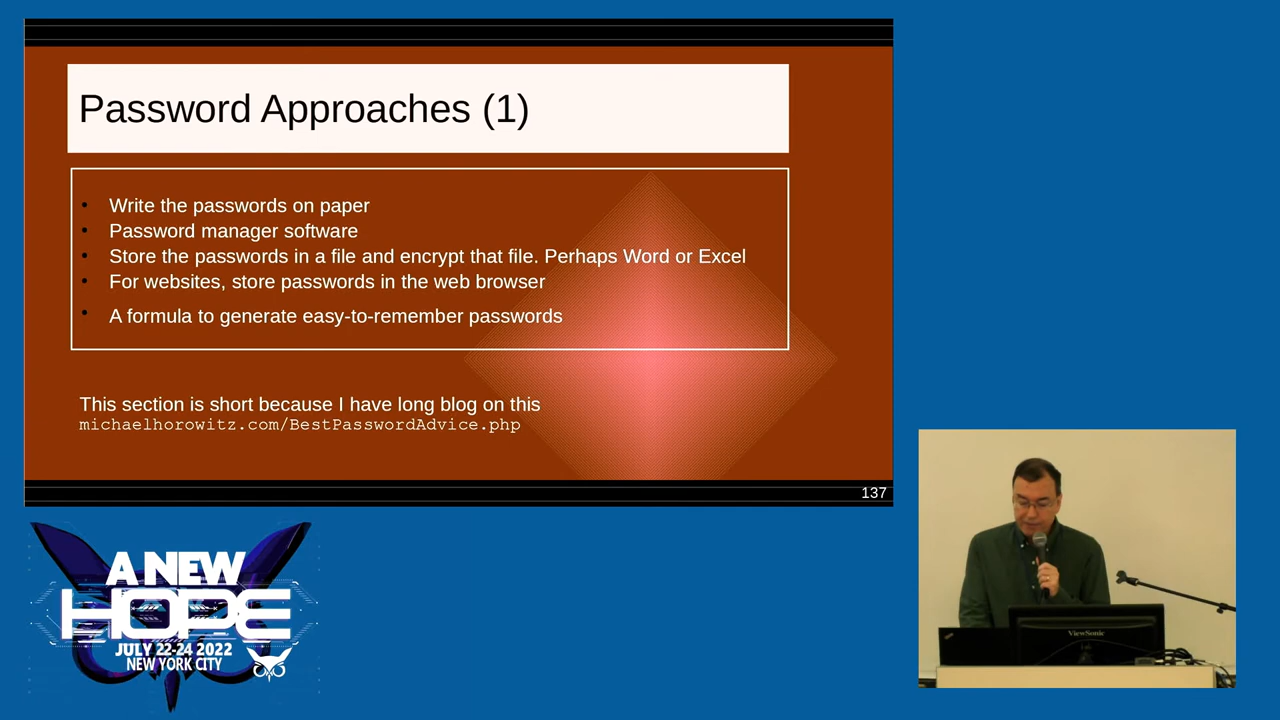 Password Approaches (1)
• Write the passwords on paper
• Password manager software
• Store the passwords in a file and encrypt that file. Perhaps Word or Excel
• For websites, store passwords in the web browser
• A formula to generate easy-to-remember passwords
This section is short because I have long blog on this
michaelhorowitz.com/BestPasswordAdvice.php
137
A NEW
HOPE
JULY 22-24 2022
NEW YORK CITY
ViewSonic